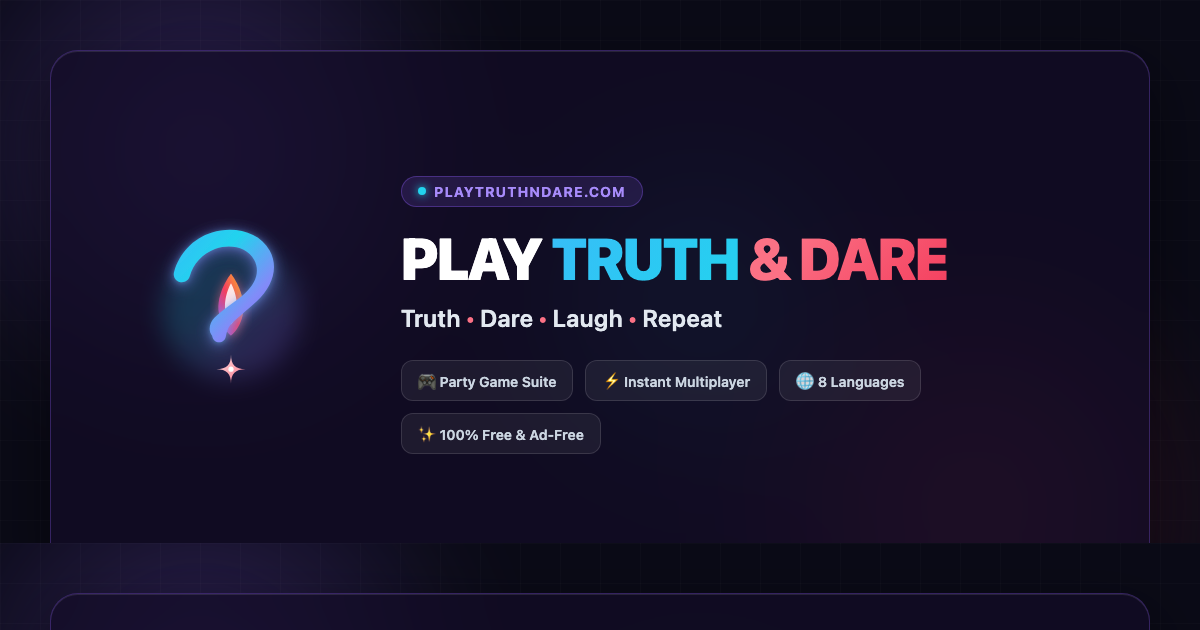 PLAYTRUTHNDARE.COM
PLAY TRUTH & DARE
Truth • Dare • Laugh • Repeat
🎮 Party Game Suite
⚡ Instant Multiplayer
🌐 8 Languages
✨ 100% Free & Ad-Free